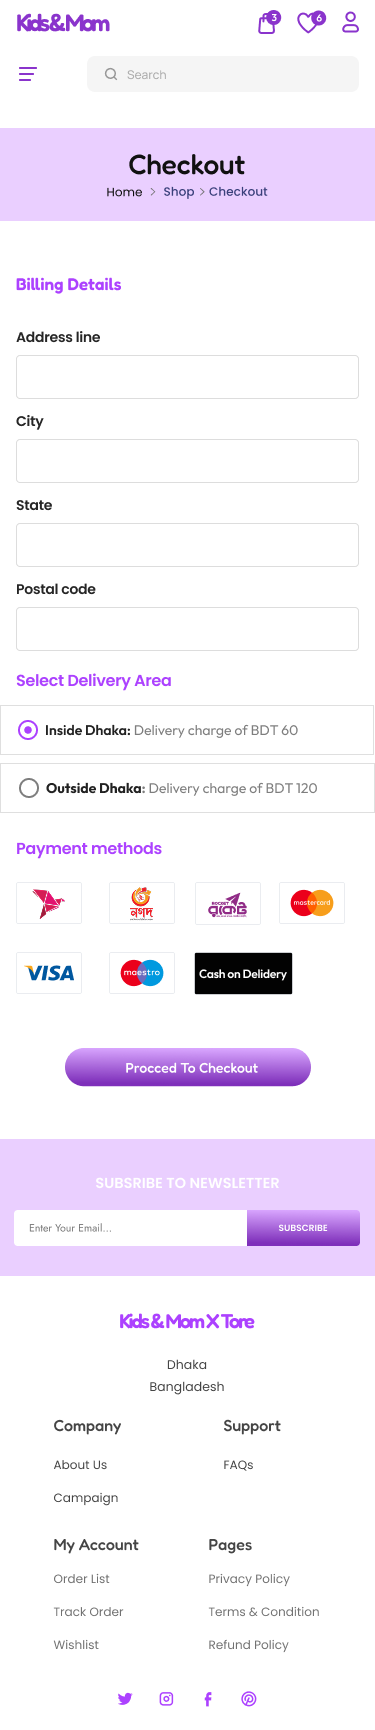 Kids&Mom
3
6
Search
Checkout
Home > Shop > Checkout
Billing Details
Address line
City
State
Postal code
Select Delivery Area
Inside Dhaka: Delivery charge of BDT 60
Outside Dhaka: Delivery charge of BDT 120
Payment methods
নগদ
ROCKET
রকেট
mastercard
VISA
maestro
Cash on Delidery
Procced To Checkout
SUBSRIBE TO NEWSLETTER
Enter Your Email...
SUBSCRIBE
Kids & Mom X Tore
Dhaka
Bangladesh
Company
Support
About Us
FAQs
Campaign
My Account
Pages
Order List
Privacy Policy
Track Order
Terms & Condition
Wishlist
Refund Policy